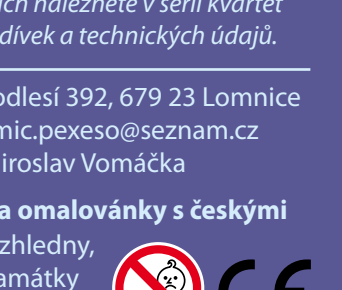 ich naleznete v sérii kvartet
dívek a technických údajů.
odlesí 392, 679 23 Lomnice
mic.pexeso@seznam.cz
iroslav Vomáčka
a omalovánky s českými
zhledny,
amátky
CE